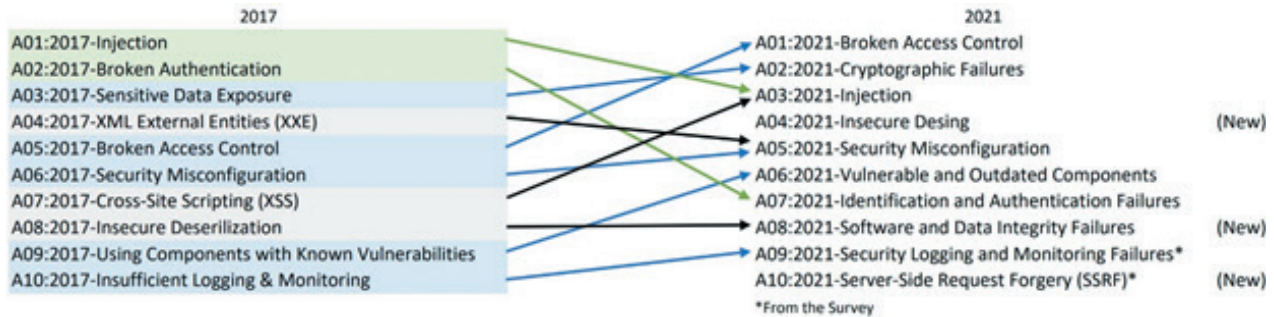 2017
A01:2017-Injection
A02:2017-Broken Authentication
A03:2017-Sensitive Data Exposure
A04:2017-XML External Entities (XXE)
A05:2017-Broken Access Control
A06:2017-Security Misconfiguration
A07:2017-Cross-Site Scripting (XSS)
A08:2017-Insecure Deserilization
A09:2017-Using Components with Known Vulnerabilities
A10:2017-Insufficient Logging & Monitoring
2021
A01:2021-Broken Access Control
A02:2021-Cryptographic Failures
A03:2021-Injection
A04:2021-Insecure Desing (New)
A05:2021-Security Misconfiguration
A06:2021-Vulnerable and Outdated Components
A07:2021-Identification and Authentication Failures
A08:2021-Software and Data Integrity Failures (New)
A09:2021-Security Logging and Monitoring Failures*
A10:2021-Server-Side Request Forgery (SSRF)* (New)
*From the Survey